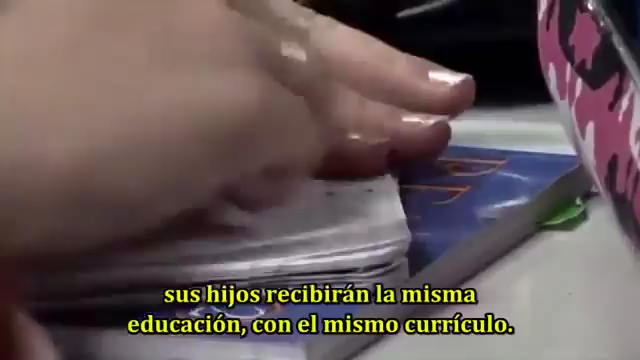 sus hijos recibirán la misma
educación, con el mismo currículo.